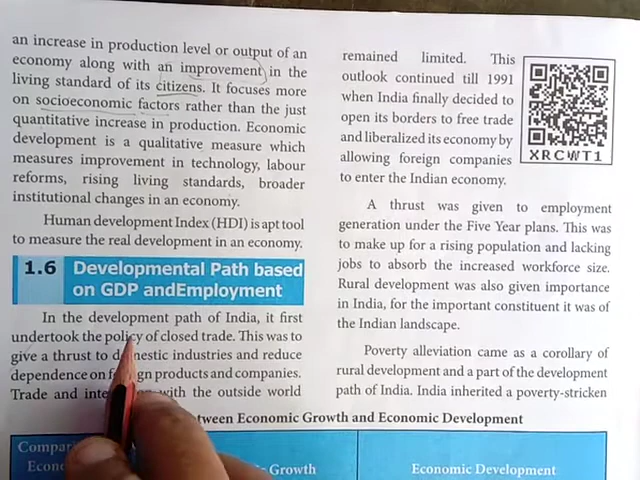 an increase in production level or output of an
economy along with an improvement in the
living standard of its citizens. It focuses more
on socioeconomic factors rather than the just
quantitative increase in production. Economic
development is a qualitative measure which
measures improvement in technology, labour
reforms, rising living standards, broader
institutional changes in an economy.
Human development Index (HDI) is apt tool
to measure the real development in an economy.
1.6 Developmental Path based
on GDP andEmployment
In the development path of India, it first
undertook the policy of closed trade. This was to
give a thrust to domestic industries and reduce
dependence on foreign products and companies.
Trade and with the outside world
remained limited. This
outlook continued till 1991
when India finally decided to
open its borders to free trade
and liberalized its economy by
allowing foreign companies
to enter the Indian economy.
XRCWT1
A thrust was given to employment
generation under the Five Year plans. This was
to make up for a rising population and lacking
jobs to absorb the increased workforce size.
Rural development was also given importance
in India, for the important constituent it was of
the Indian landscape.
Poverty alleviation came as a corollary of
rural development and a part of the development
path of India. India inherited a poverty-stricken
between Economic Growth and Economic Development
Growth
Economic Development